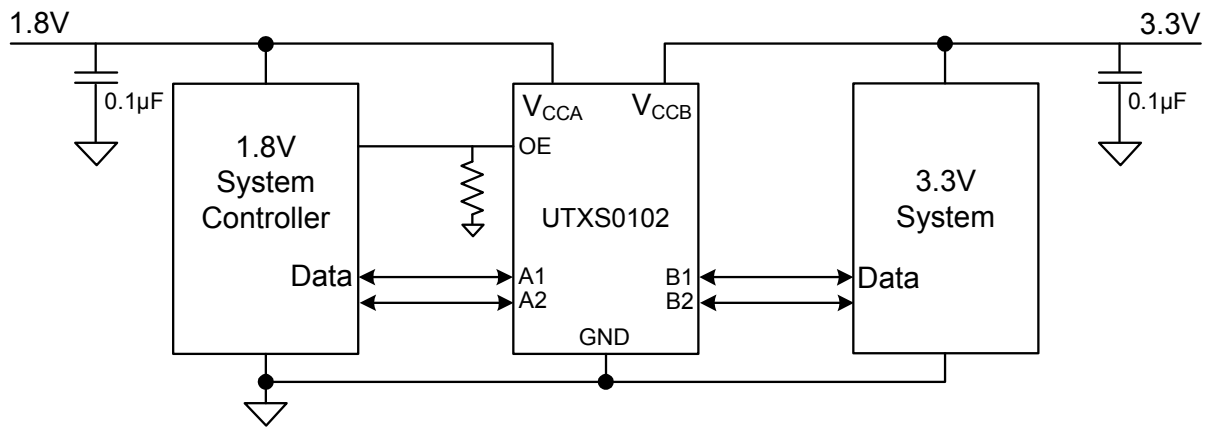 1.8V
3.3V
0.1µF
0.1µF
VCCA
VCCB
OE
1.8V
System
Controller
UTXS0102
3.3V
System
Data
A1
A2
B1
B2
Data
GND